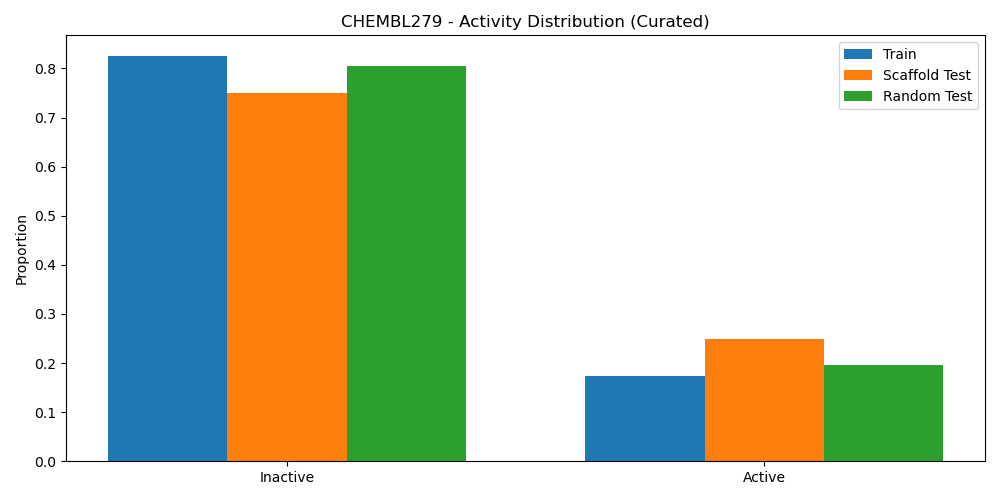 CHEMBL279 - Activity Distribution (Curated)
Train
Scaffold Test
Random Test
Proportion
0.8
0.7
0.6
0.5
0.4
0.3
0.2
0.1
0.0
Inactive
Active